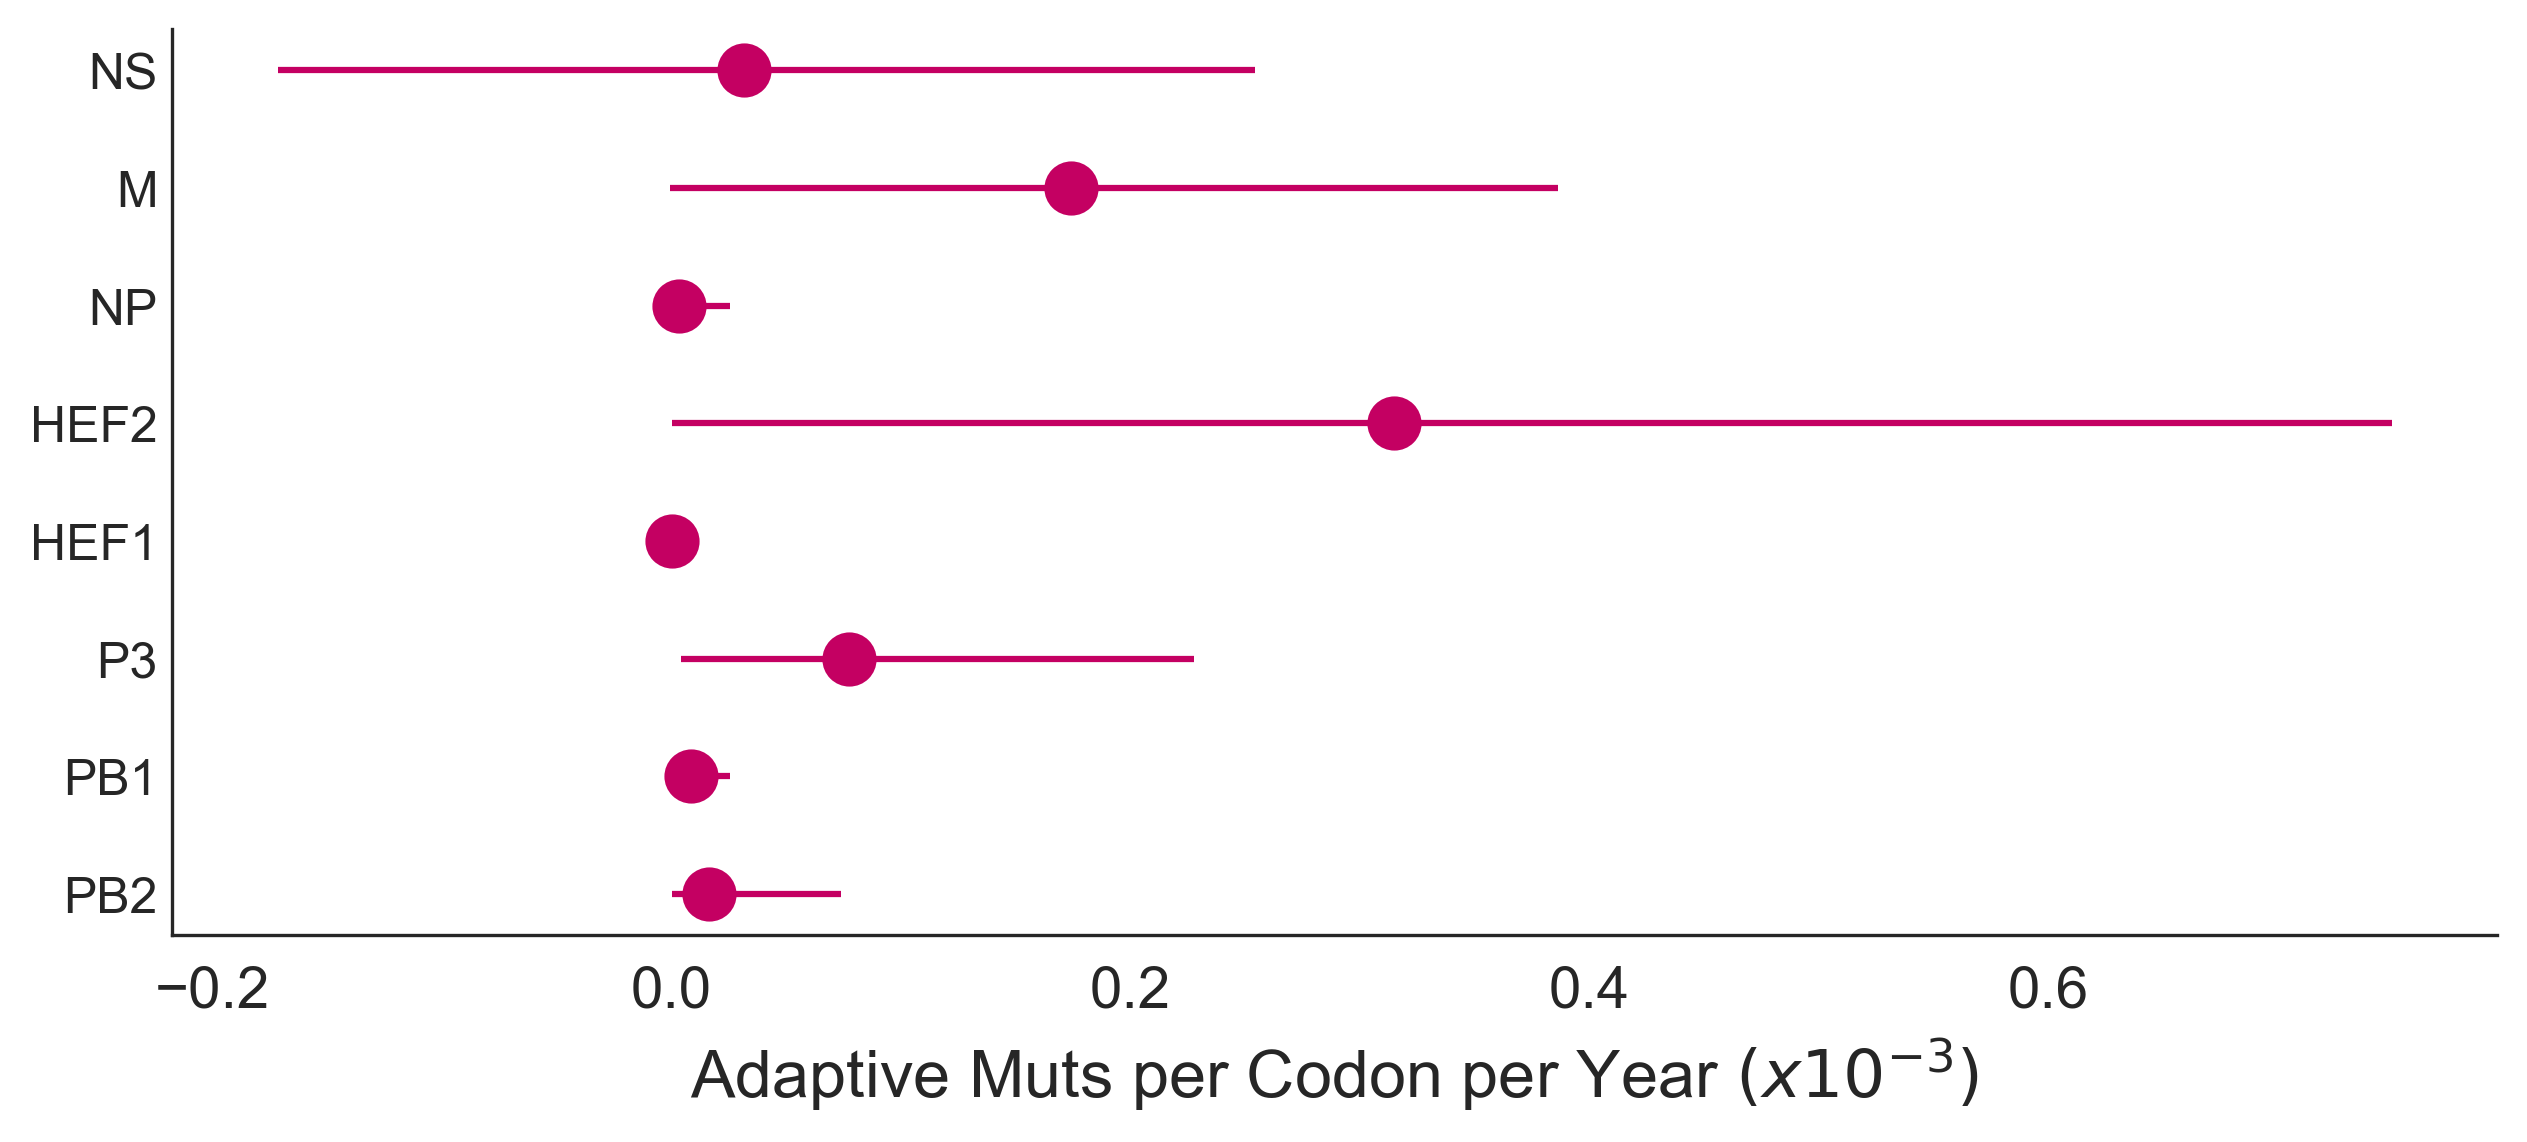 NS
M
NP
HEF2
HEF1
P3
PB1
PB2
−0.2 0.0 0.2 0.4 0.6
Adaptive Muts per Codon per Year (x10⁻³)